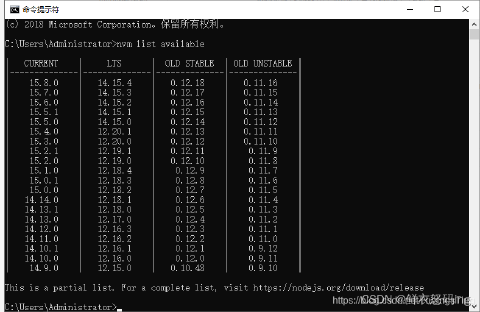 命令提示符
(c) 2018 Microsoft Corporation。保留所有权利。
C:\Users\Administrator>nvm list available
| CURRENT | LTS | OLD STABLE | OLD UNSTABLE |
| 15.8.0 | 14.15.4 | 0.12.18 | 0.11.16 |
| 15.7.0 | 14.15.3 | 0.12.17 | 0.11.15 |
| 15.6.0 | 14.15.2 | 0.12.16 | 0.11.14 |
| 15.5.1 | 14.15.1 | 0.12.15 | 0.11.13 |
| 15.5.0 | 14.15.0 | 0.12.14 | 0.11.12 |
| 15.4.0 | 12.20.1 | 0.12.13 | 0.11.11 |
| 15.3.0 | 12.20.0 | 0.12.12 | 0.11.10 |
| 15.2.1 | 12.19.1 | 0.12.11 | 0.11.9 |
| 15.2.0 | 12.19.0 | 0.12.10 | 0.11.8 |
| 15.1.0 | 12.18.4 | 0.12.9 | 0.11.7 |
| 15.0.1 | 12.18.3 | 0.12.8 | 0.11.6 |
| 15.0.0 | 12.18.2 | 0.12.7 | 0.11.5 |
| 14.14.0 | 12.18.1 | 0.12.6 | 0.11.4 |
| 14.13.1 | 12.18.0 | 0.12.5 | 0.11.3 |
| 14.13.0 | 12.17.0 | 0.12.4 | 0.11.2 |
| 14.12.0 | 12.16.3 | 0.12.3 | 0.11.1 |
| 14.11.0 | 12.16.2 | 0.12.2 | 0.11.0 |
| 14.10.1 | 12.16.1 | 0.12.1 | 0.9.12 |
| 14.10.0 | 12.16.0 | 0.12.0 | 0.9.11 |
| 14.9.0 | 12.15.0 | 0.10.48 | 0.9.10 |
This is a partial list. For a complete list, visit https://nodejs.org/download/release
C:\Users\Administrator>